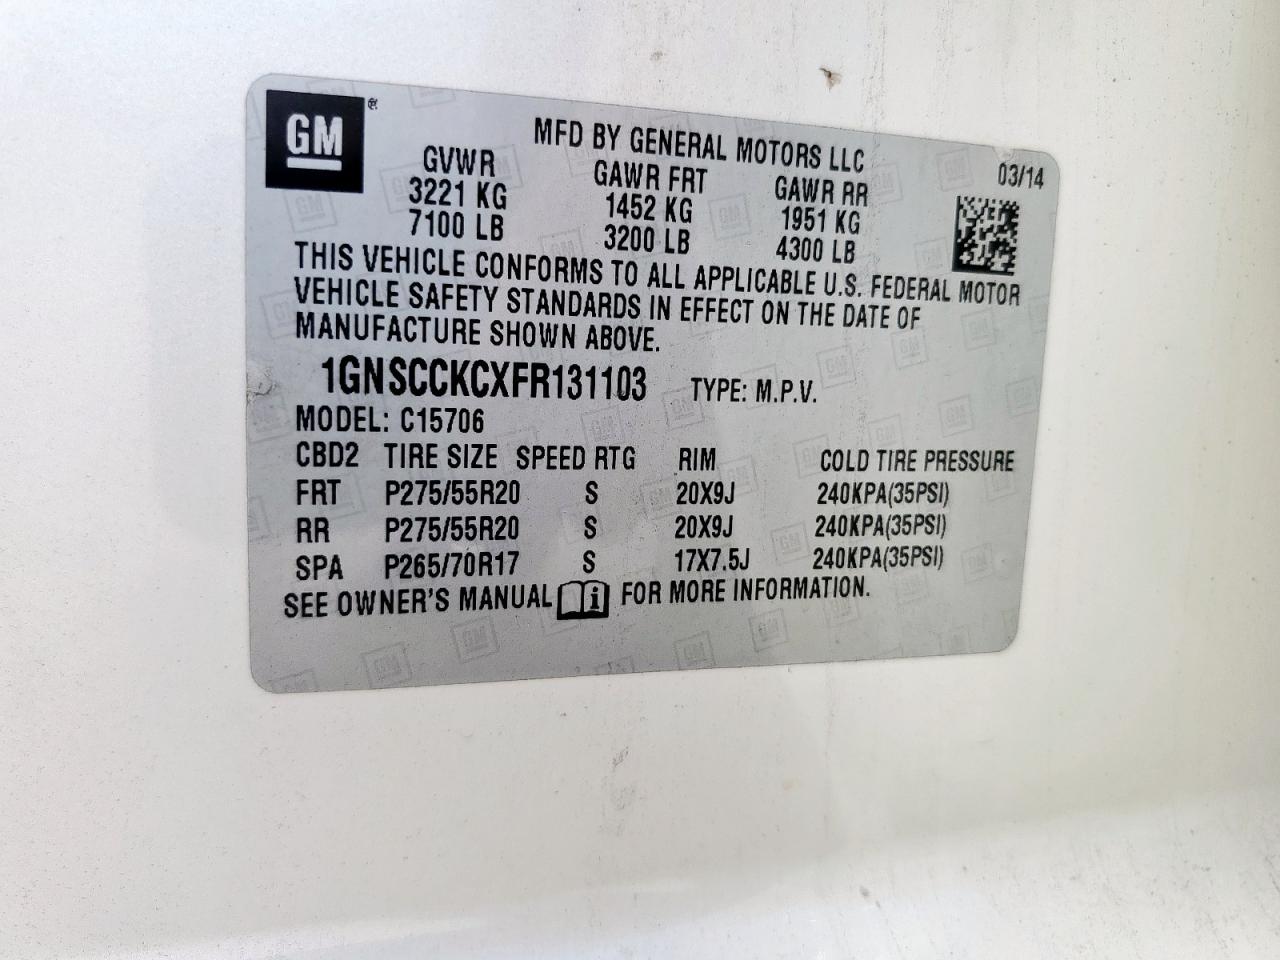 GM
MFD BY GENERAL MOTORS LLC
03/14
GVWR GAWR FRT GAWR RR
3221 KG 1452 KG 1951 KG
7100 LB 3200 LB 4300 LB
THIS VEHICLE CONFORMS TO ALL APPLICABLE U.S. FEDERAL MOTOR
VEHICLE SAFETY STANDARDS IN EFFECT ON THE DATE OF
MANUFACTURE SHOWN ABOVE.
1GNSCCKCXFR131103 TYPE: M.P.V.
MODEL: C15706
CBD2 TIRE SIZE SPEED RTG RIM COLD TIRE PRESSURE
FRT P275/55R20 S 20X9J 240KPA(35PSI)
RR P275/55R20 S 20X9J 240KPA(35PSI)
SPA P265/70R17 S 17X7.5J 240KPA(35PSI)
SEE OWNER'S MANUAL i FOR MORE INFORMATION.